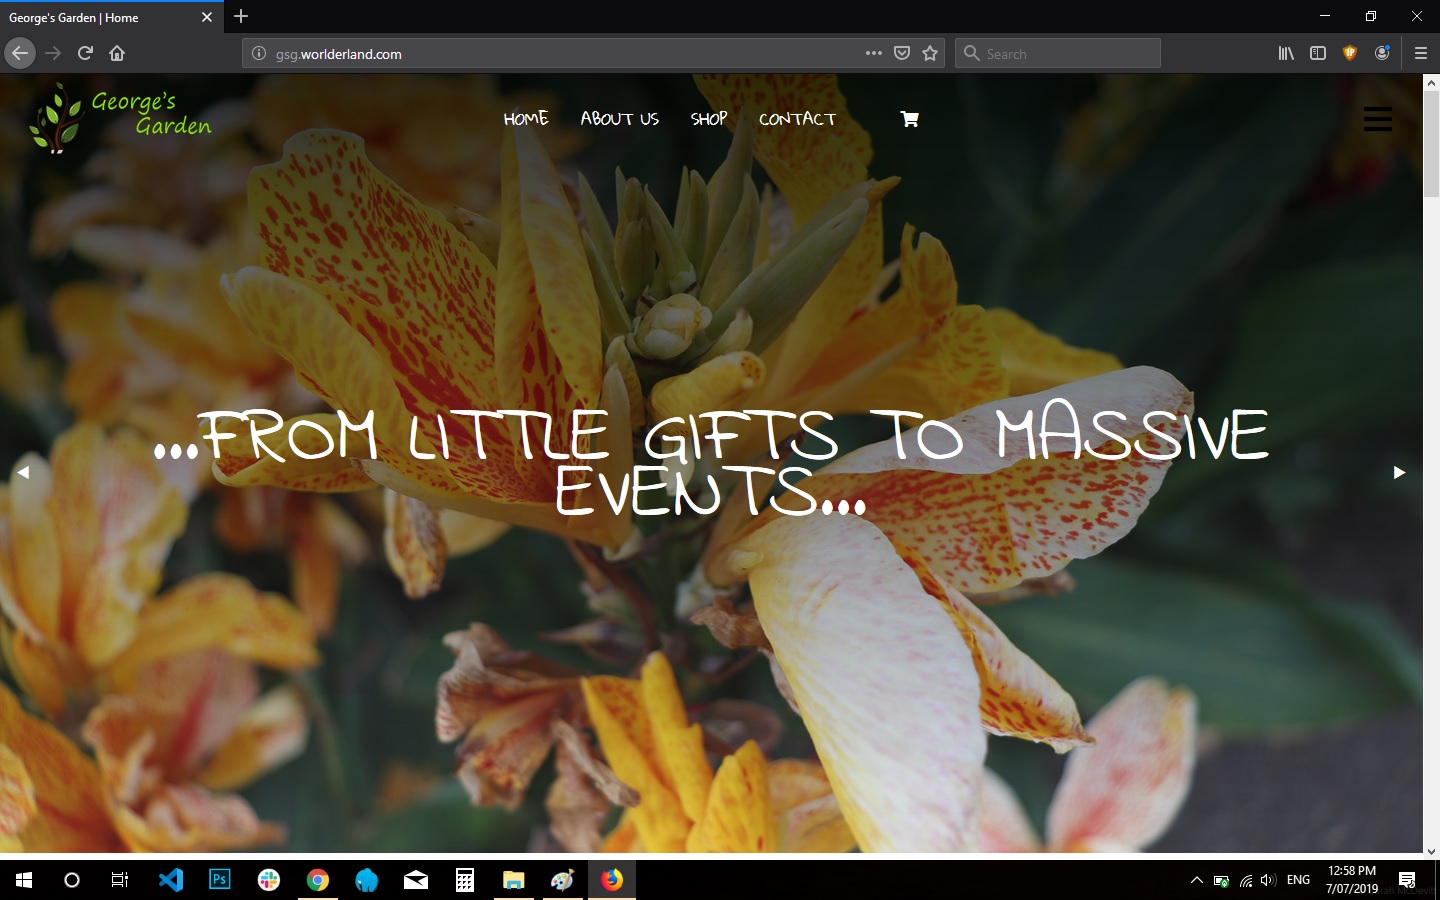 George's Garden | Home
gsg.worlderland.com
Search
George's
Garden
HOME ABOUT US SHOP CONTACT
...FROM LITTLE GIFTS TO MASSIVE
EVENTS...
Ps
ENG
12:58 PM
7/07/2019